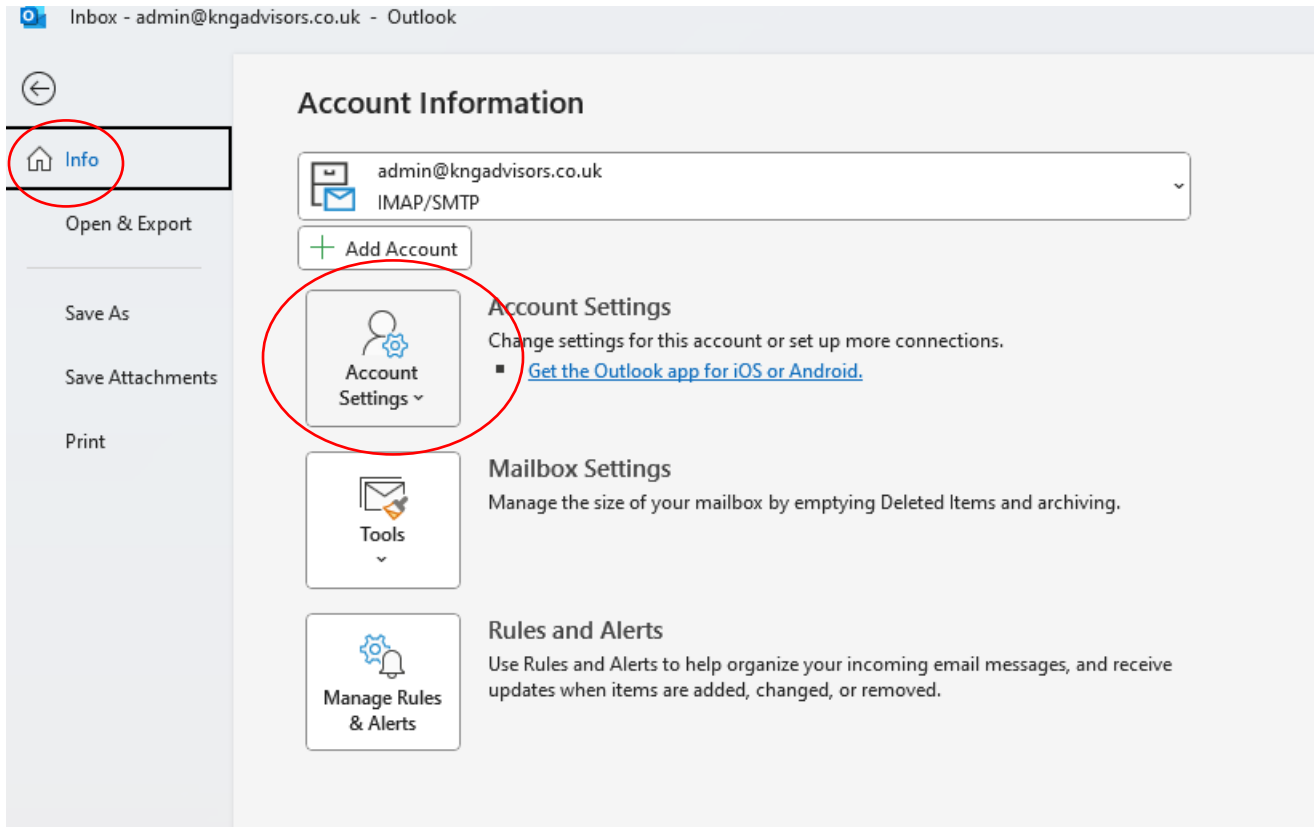 Inbox - admin@kngadvisors.co.uk - Outlook
Info
Open & Export
Save As
Save Attachments
Print
Account Information
admin@kngadvisors.co.uk
IMAP/SMTP
Add Account
Account
Settings
Account Settings
Change settings for this account or set up more connections.
Get the Outlook app for iOS or Android.
Tools
Mailbox Settings
Manage the size of your mailbox by emptying Deleted Items and archiving.
Manage Rules
& Alerts
Rules and Alerts
Use Rules and Alerts to help organize your incoming email messages, and receive
updates when items are added, changed, or removed.